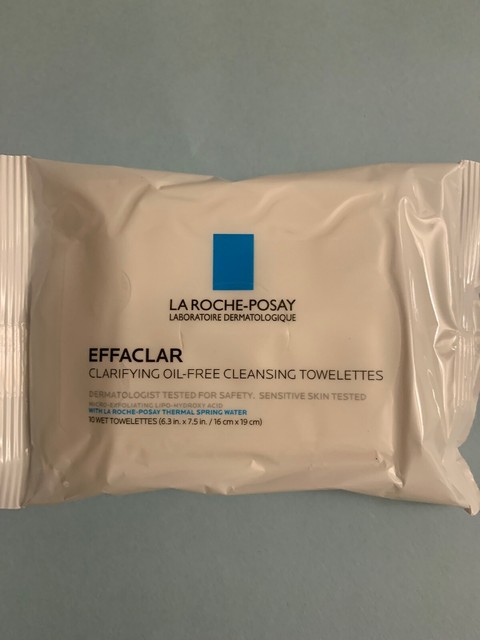 LA ROCHE-POSAY
LABORATOIRE DERMATOLOGIQUE
EFFACLAR
CLARIFYING OIL-FREE CLEANSING TOWELETTES
DERMATOLOGIST TESTED FOR SAFETY. SENSITIVE SKIN TESTED
MICRO-EXFOLIATING LIPO-HYDROXY ACID
WITH LA ROCHE-POSAY THERMAL SPRING WATER
10 WET TOWELETTES (6.3 in. x 7.5 in. / 16 cm x 19 cm)